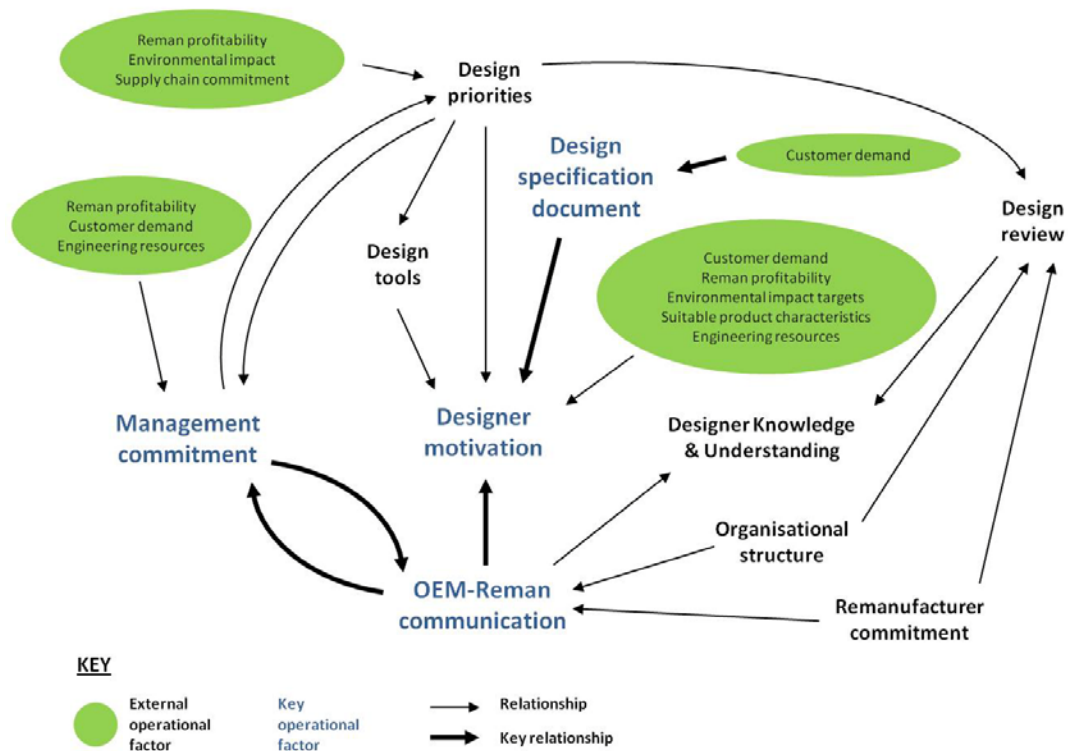 Reman profitability
Environmental impact
Supply chain commitment
Design
priorities
Design
specification
document
Customer demand
Reman profitability
Customer demand
Engineering resources
Design
review
Design
tools
Customer demand
Reman profitability
Environmental impact targets
Suitable product characteristics
Engineering resources
Management
commitment
Designer
motivation
Designer Knowledge
& Understanding
Organisational
structure
OEM-Reman
communication
Remanufacturer
commitment
KEY
External
operational
factor
Key
operational
factor
Relationship
Key relationship